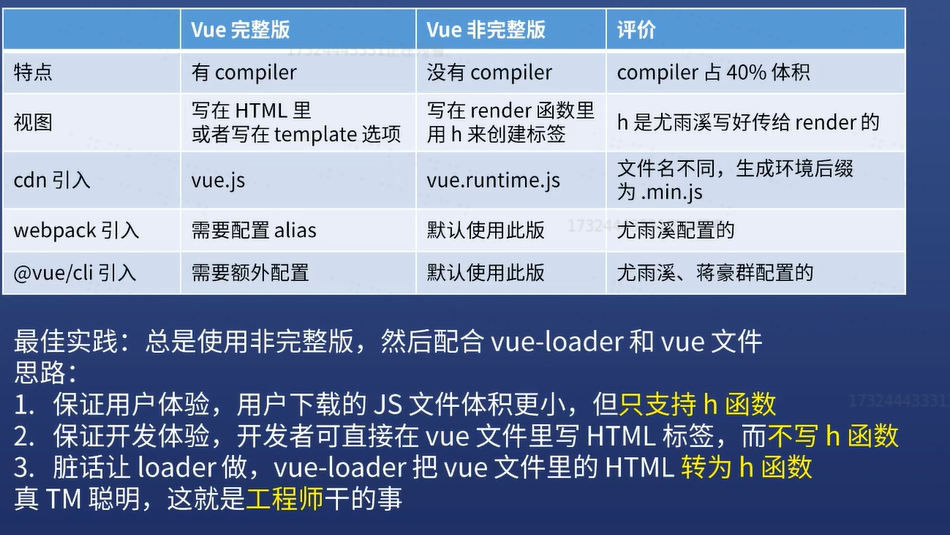 Vue 完整版 Vue 非完整版 评价
特点 有 compiler 没有 compiler compiler 占 40% 体积
视图 写在 HTML 里 写在 render 函数里 h 是尤雨溪写好传给 render 的
或者写在 template 选项 用 h 来创建标签
cdn 引入 vue.js vue.runtime.js 文件名不同，生成环境后缀
为 .min.js
webpack 引入 需要配置 alias 默认使用此版 尤雨溪配置的
@vue/cli 引入 需要额外配置 默认使用此版 尤雨溪、蒋豪群配置的
最佳实践：总是使用非完整版，然后配合 vue-loader 和 vue 文件
思路：
1. 保证用户体验，用户下载的 JS 文件体积更小，但只支持 h 函数
2. 保证开发体验，开发者可直接在 vue 文件里写 HTML 标签，而不写 h 函数
3. 脏话让 loader 做，vue-loader 把 vue 文件里的 HTML 转为 h 函数
真 TM 聪明，这就是工程师干的事